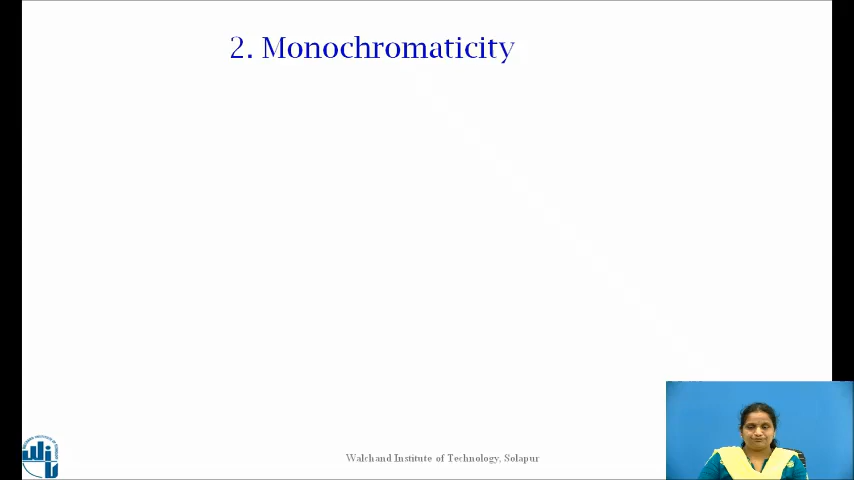 2. Monochromaticity
Walchand Institute of Technology, Solapur